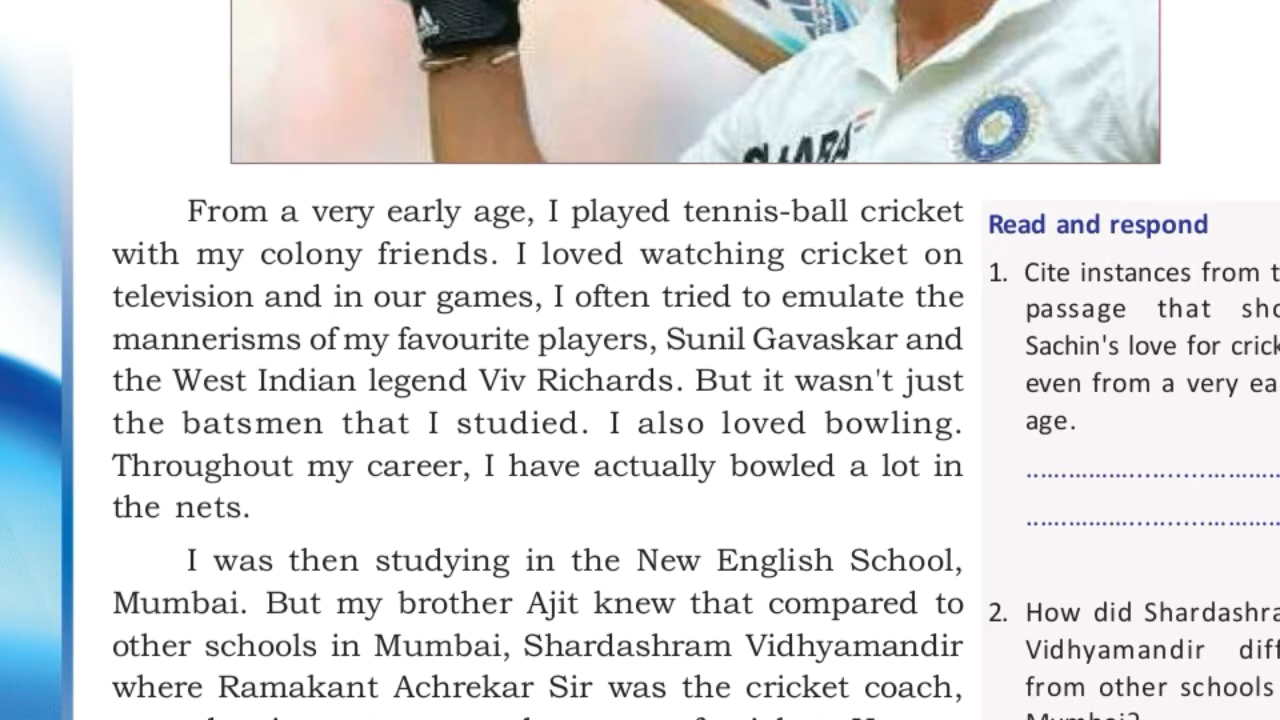 SAHARA
From a very early age, I played tennis-ball cricket
with my colony friends. I loved watching cricket on
television and in our games, I often tried to emulate the
mannerisms of my favourite players, Sunil Gavaskar and
the West Indian legend Viv Richards. But it wasn't just
the batsmen that I studied. I also loved bowling.
Throughout my career, I have actually bowled a lot in
the nets.
I was then studying in the New English School,
Mumbai. But my brother Ajit knew that compared to
other schools in Mumbai, Shardashram Vidhyamandir
where Ramakant Achrekar Sir was the cricket coach,
Read and respond
1. Cite instances from t
passage that sho
Sachin's love for crick
even from a very ea
age.
2. How did Shardashra
Vidhyamandir diff
from other schools
Mumbai?